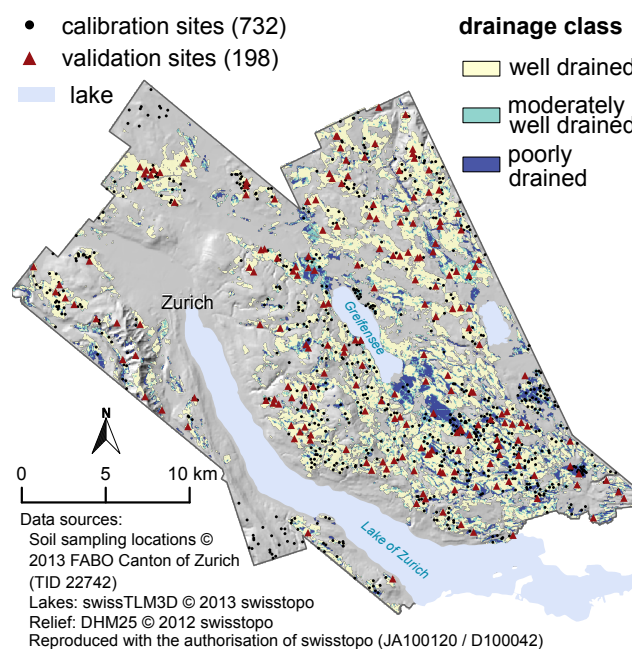 calibration sites (732)
validation sites (198)
lake
drainage class
well drained
moderately
well drained
poorly
drained
Zurich
Greifensee
N
0 5 10 km
Lake of Zurich
Data sources:
Soil sampling locations ©
2013 FABO Canton of Zurich
(TID 22742)
Lakes: swissTLM3D © 2013 swisstopo
Relief: DHM25 © 2012 swisstopo
Reproduced with the authorisation of swisstopo (JA100120 / D100042)